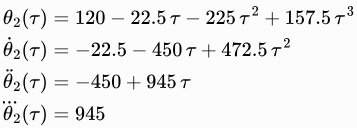 θ₂(τ) = 120 − 22.5 τ − 225 τ² + 157.5 τ³
θ̇₂(τ) = −22.5 − 450 τ + 472.5 τ²
θ̈₂(τ) = −450 + 945 τ
θ⃛₂(τ) = 945